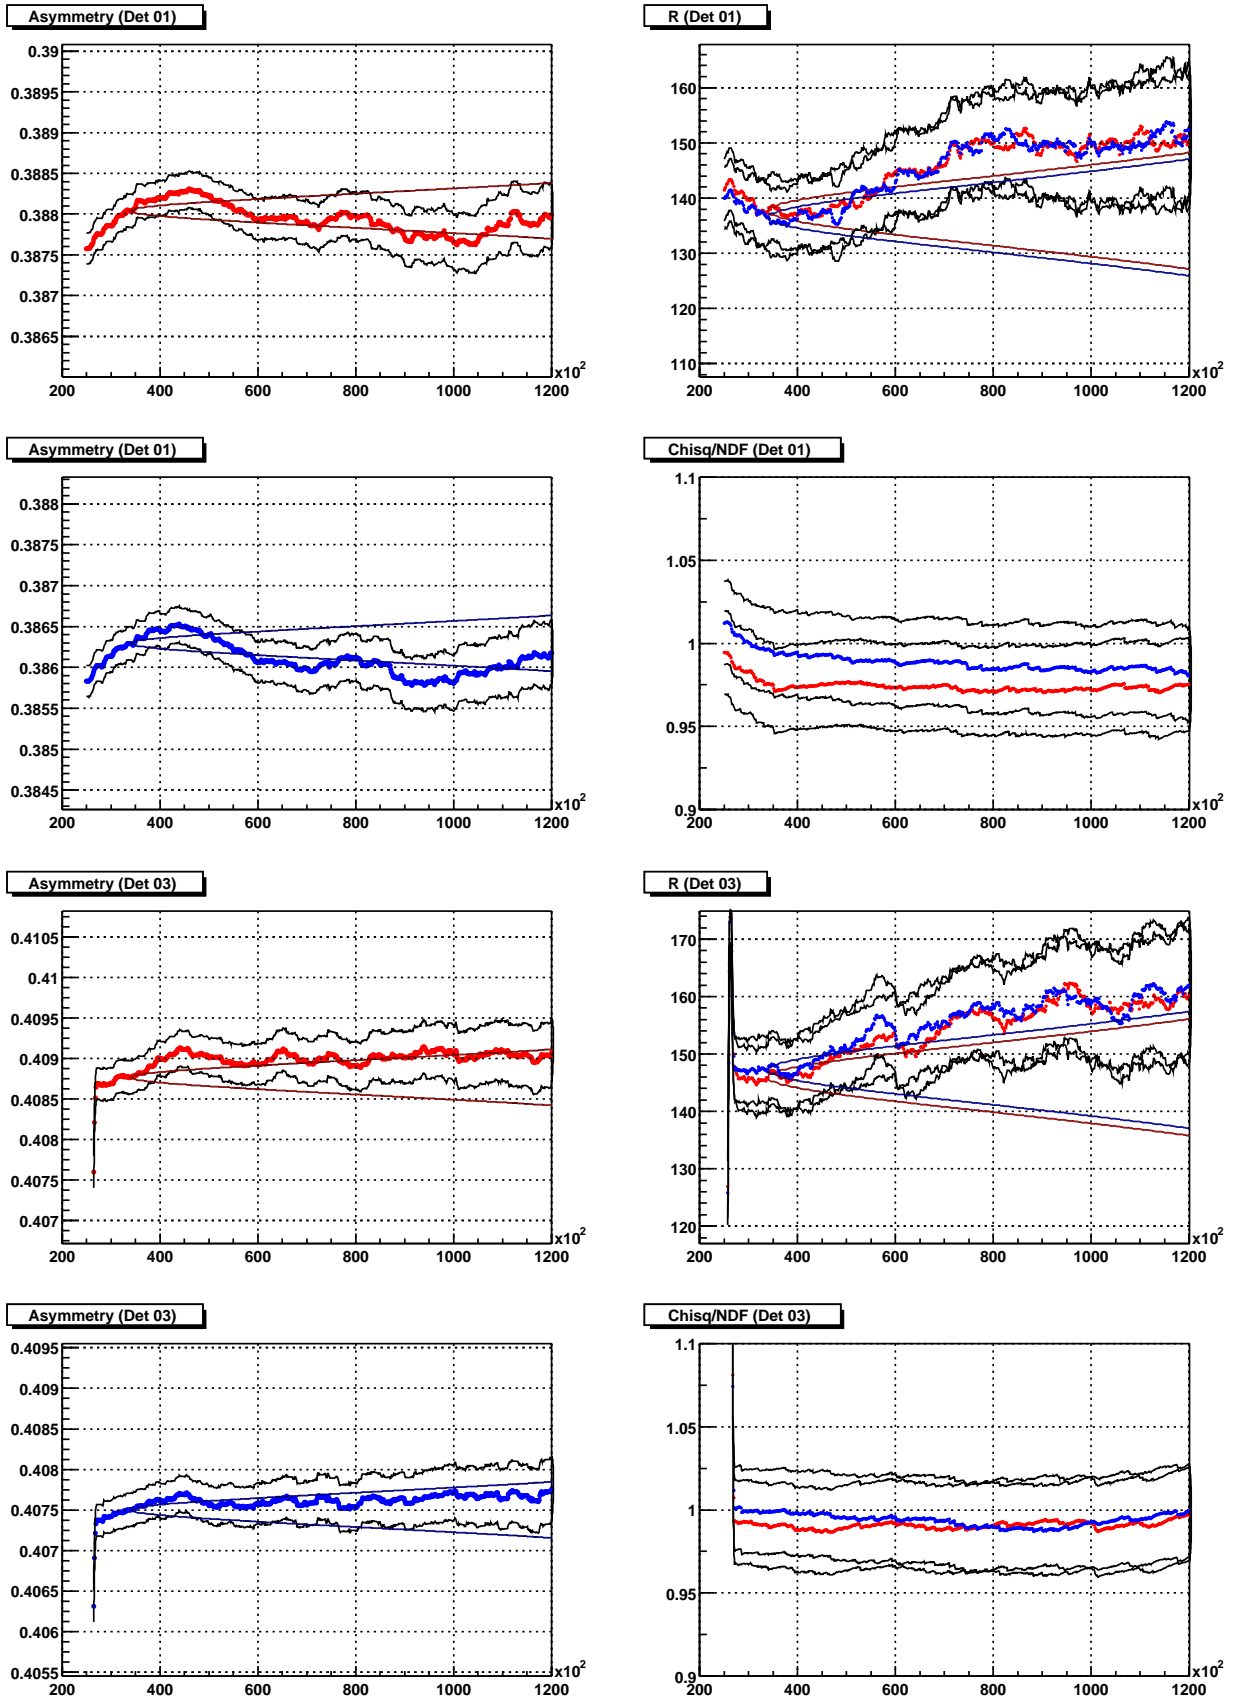 Asymmetry (Det 01)
0.39
0.3895
0.389
0.3885
0.388
0.3875
0.387
0.3865
200 400 600 800 1000 1200
x10²
R (Det 01)
160
150
140
130
120
110
200 400 600 800 1000 1200
x10²
Asymmetry (Det 01)
0.388
0.3875
0.387
0.3865
0.386
0.3855
0.385
0.3845
200 400 600 800 1000 1200
x10²
Chisq/NDF (Det 01)
1.1
1.05
1
0.95
0.9
200 400 600 800 1000 1200
x10²
Asymmetry (Det 03)
0.4105
0.41
0.4095
0.409
0.4085
0.408
0.4075
0.407
200 400 600 800 1000 1200
x10²
R (Det 03)
170
160
150
140
130
120
200 400 600 800 1000 1200
x10²
Asymmetry (Det 03)
0.4095
0.409
0.4085
0.408
0.4075
0.407
0.4065
0.406
0.4055
200 400 600 800 1000 1200
x10²
Chisq/NDF (Det 03)
1.1
1.05
1
0.95
0.9
200 400 600 800 1000 1200
x10²